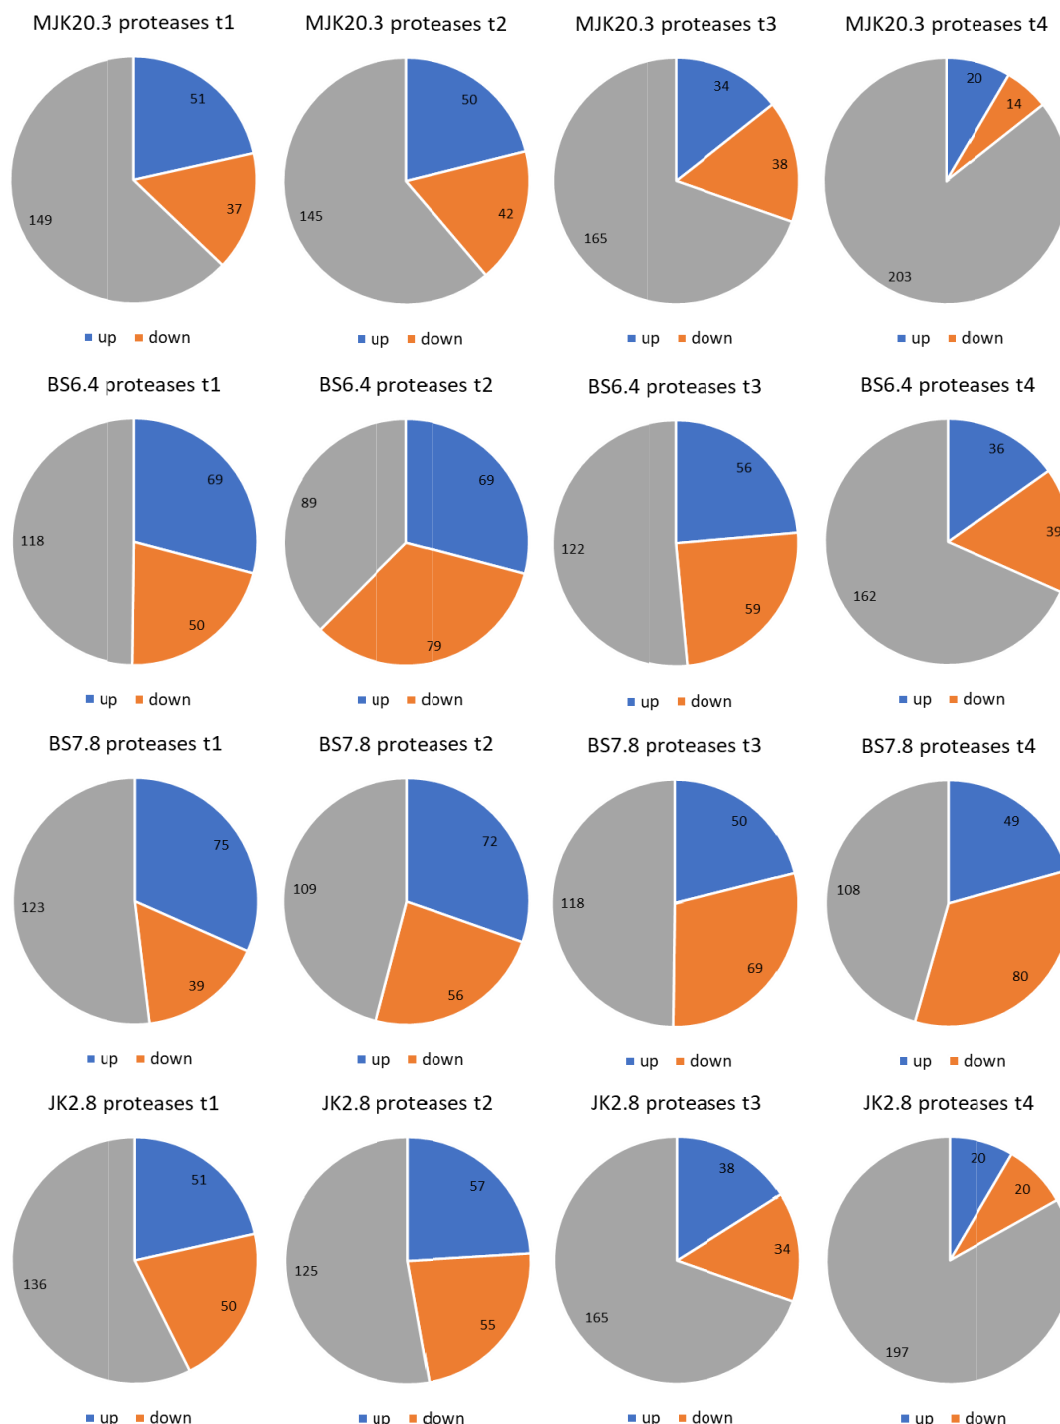 MJK20.3 proteases t1
MJK20.3 proteases t2
MJK20.3 proteases t3
MJK20.3 proteases t4
51
37
149
50
42
145
34
38
165
20
14
203
up down
up down
up down
up down
BS6.4 proteases t1
BS6.4 proteases t2
BS6.4 proteases t3
BS6.4 proteases t4
69
50
118
69
79
89
56
59
122
36
39
162
up down
up down
up down
up down
BS7.8 proteases t1
BS7.8 proteases t2
BS7.8 proteases t3
BS7.8 proteases t4
75
39
123
72
56
109
50
69
118
49
80
108
up down
up down
up down
up down
JK2.8 proteases t1
JK2.8 proteases t2
JK2.8 proteases t3
JK2.8 proteases t4
51
50
136
57
55
125
38
34
165
20
20
197
up down
up down
up down
up down